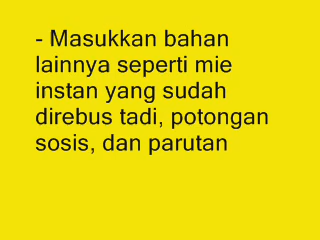 - Masukkan bahan
lainnya seperti mie
instan yang sudah
direbus tadi, potongan
sosis, dan parutan